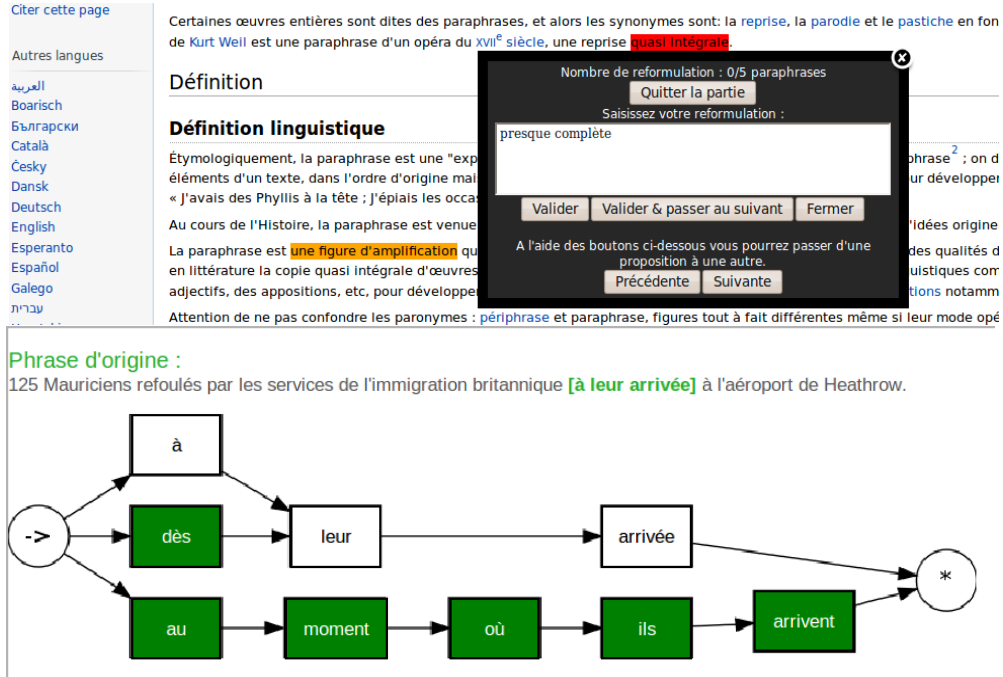 Citer cette page
Autres langues
العربية
Boarisch
Български
Català
Česky
Dansk
Deutsch
English
Esperanto
Español
Galego
עברית
Certaines œuvres entières sont dites des paraphrases, et alors les synonymes sont: la reprise, la parodie et le pastiche en fon
de Kurt Weil est une paraphrase d'un opéra du XVIIe siècle, une reprise quasi intégrale.
Définition
Définition linguistique
Étymologiquement, la paraphrase est une "exp
phrase 2 ; on d
éléments d'un texte, dans l'ordre d'origine mai
ur développer
« J'avais des Phyllis à la tête ; J'épiais les occa
Au cours de l'Histoire, la paraphrase est venue
'idées origine
La paraphrase est une figure d'amplification qu
des qualités d
en littérature la copie quasi intégrale d'œuvres
uistiques com
adjectifs, des appositions, etc, pour développe
tions notamm
Attention de ne pas confondre les paronymes : périphrase et paraphrase, figures tout à fait différentes même si leur mode opé
Nombre de reformulation : 0/5 paraphrases
Quitter la partie
Saisissez votre reformulation :
presque complète
Valider Valider & passer au suivant Fermer
A l'aide des boutons ci-dessous vous pourrez passer d'une
proposition à une autre.
Précédente Suivante
Phrase d'origine :
125 Mauriciens refoulés par les services de l'immigration britannique [à leur arrivée] à l'aéroport de Heathrow.
à
-> dès leur arrivée *
au moment où ils arrivent